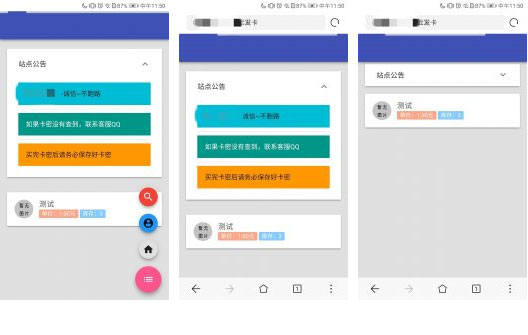 87% 中午11:50
站点公告
-诚信~不跑路
如果卡密没有查到，联系客服QQ
买完卡密后请务必保存好卡密
暂无
图片
测试
单价：1.00元 库存：3
87% 中午11:50
发卡
站点公告
诚信~不跑路
如果卡密没有查到，联系客服QQ
买完卡密后请务必保存好卡密
暂无
图片
测试
单价：1.00元 库存：3
1
87% 中午11:50
发卡
站点公告
暂无
图片
测试
单价：1.00元 库存：3
1